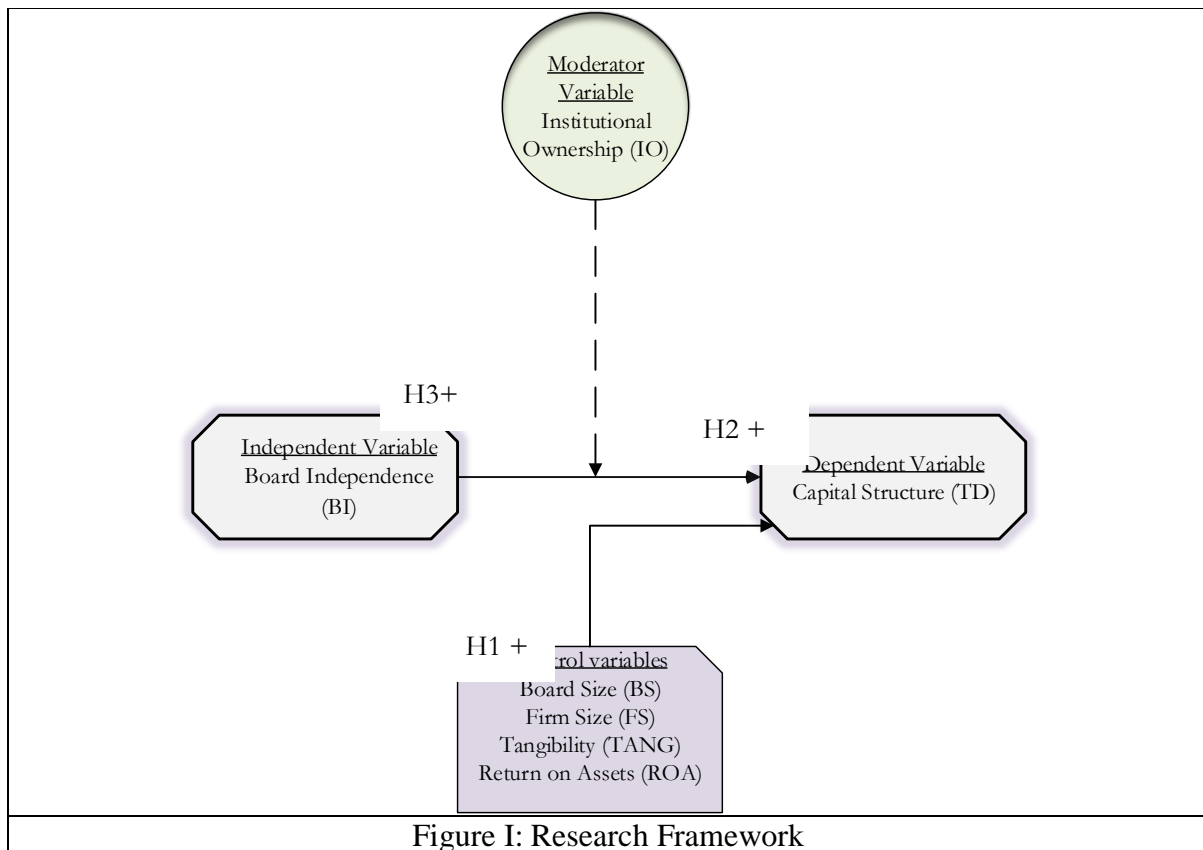 Moderator
Variable
Institutional
Ownership (IO)
H3+
H2 +
Independent Variable
Board Independence
(BI)
Dependent Variable
Capital Structure (TD)
H1 +
trol variables
Board Size (BS)
Firm Size (FS)
Tangibility (TANG)
Return on Assets (ROA)
Figure I: Research Framework